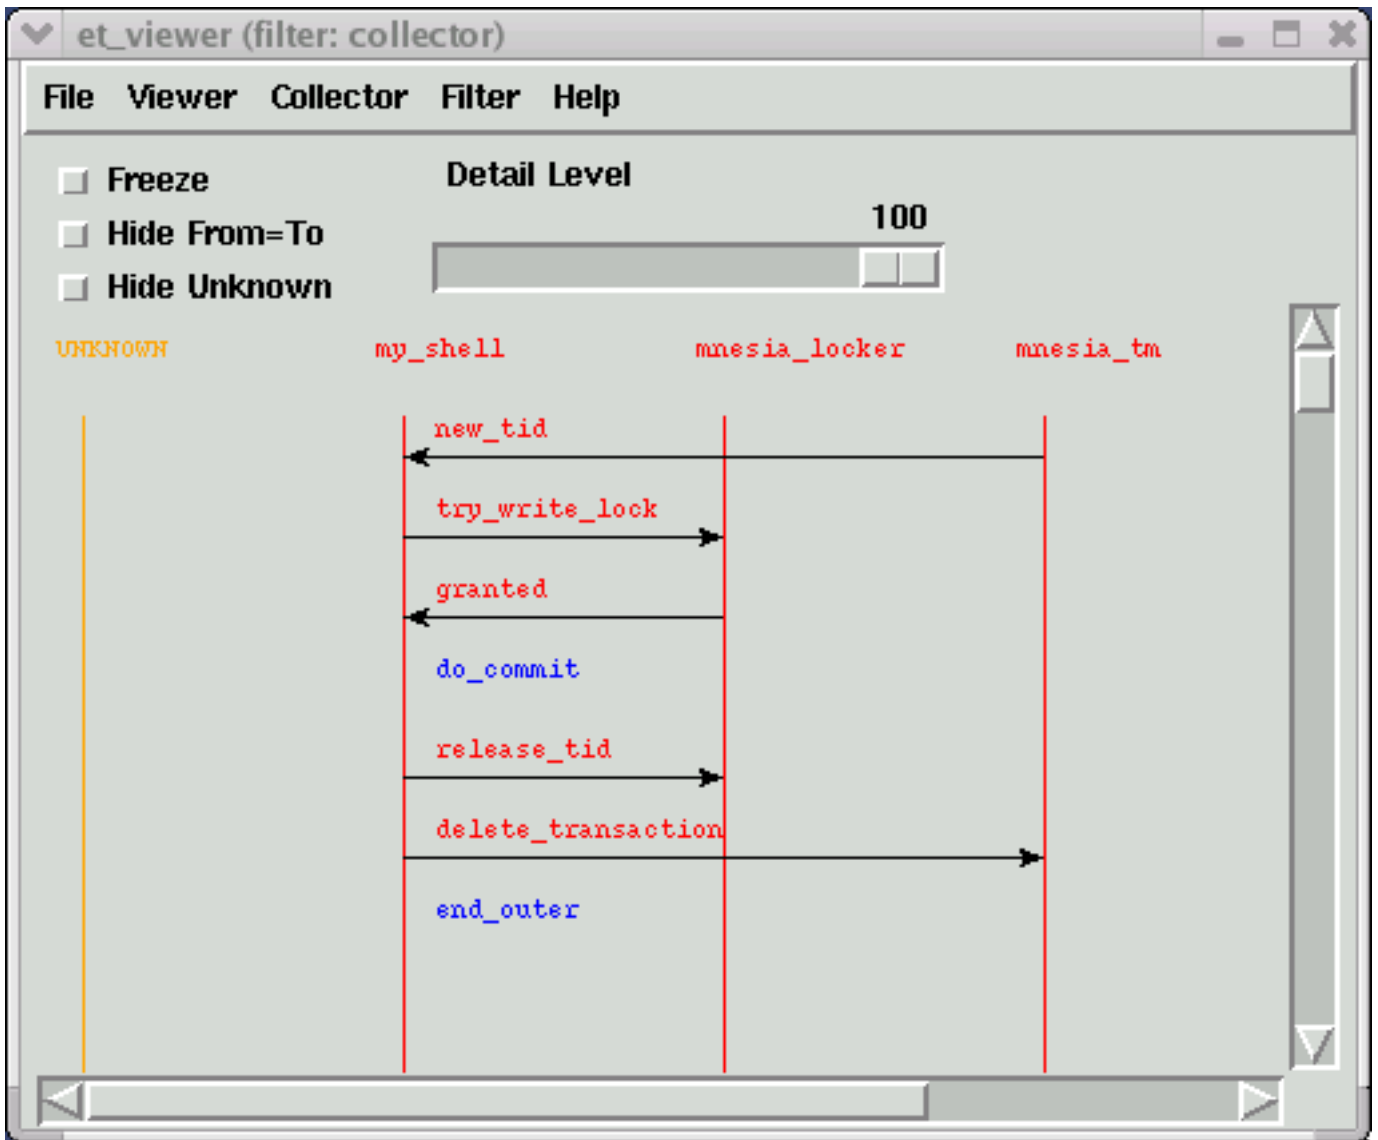 et_viewer (filter: collector)
File Viewer Collector Filter Help
Freeze
Detail Level
100
Hide From=To
Hide Unknown
UNKNOWN my_shell mnesia_locker mnesia_tm
new_tid
try_write_lock
granted
do_commit
release_tid
delete_transaction
end_outer